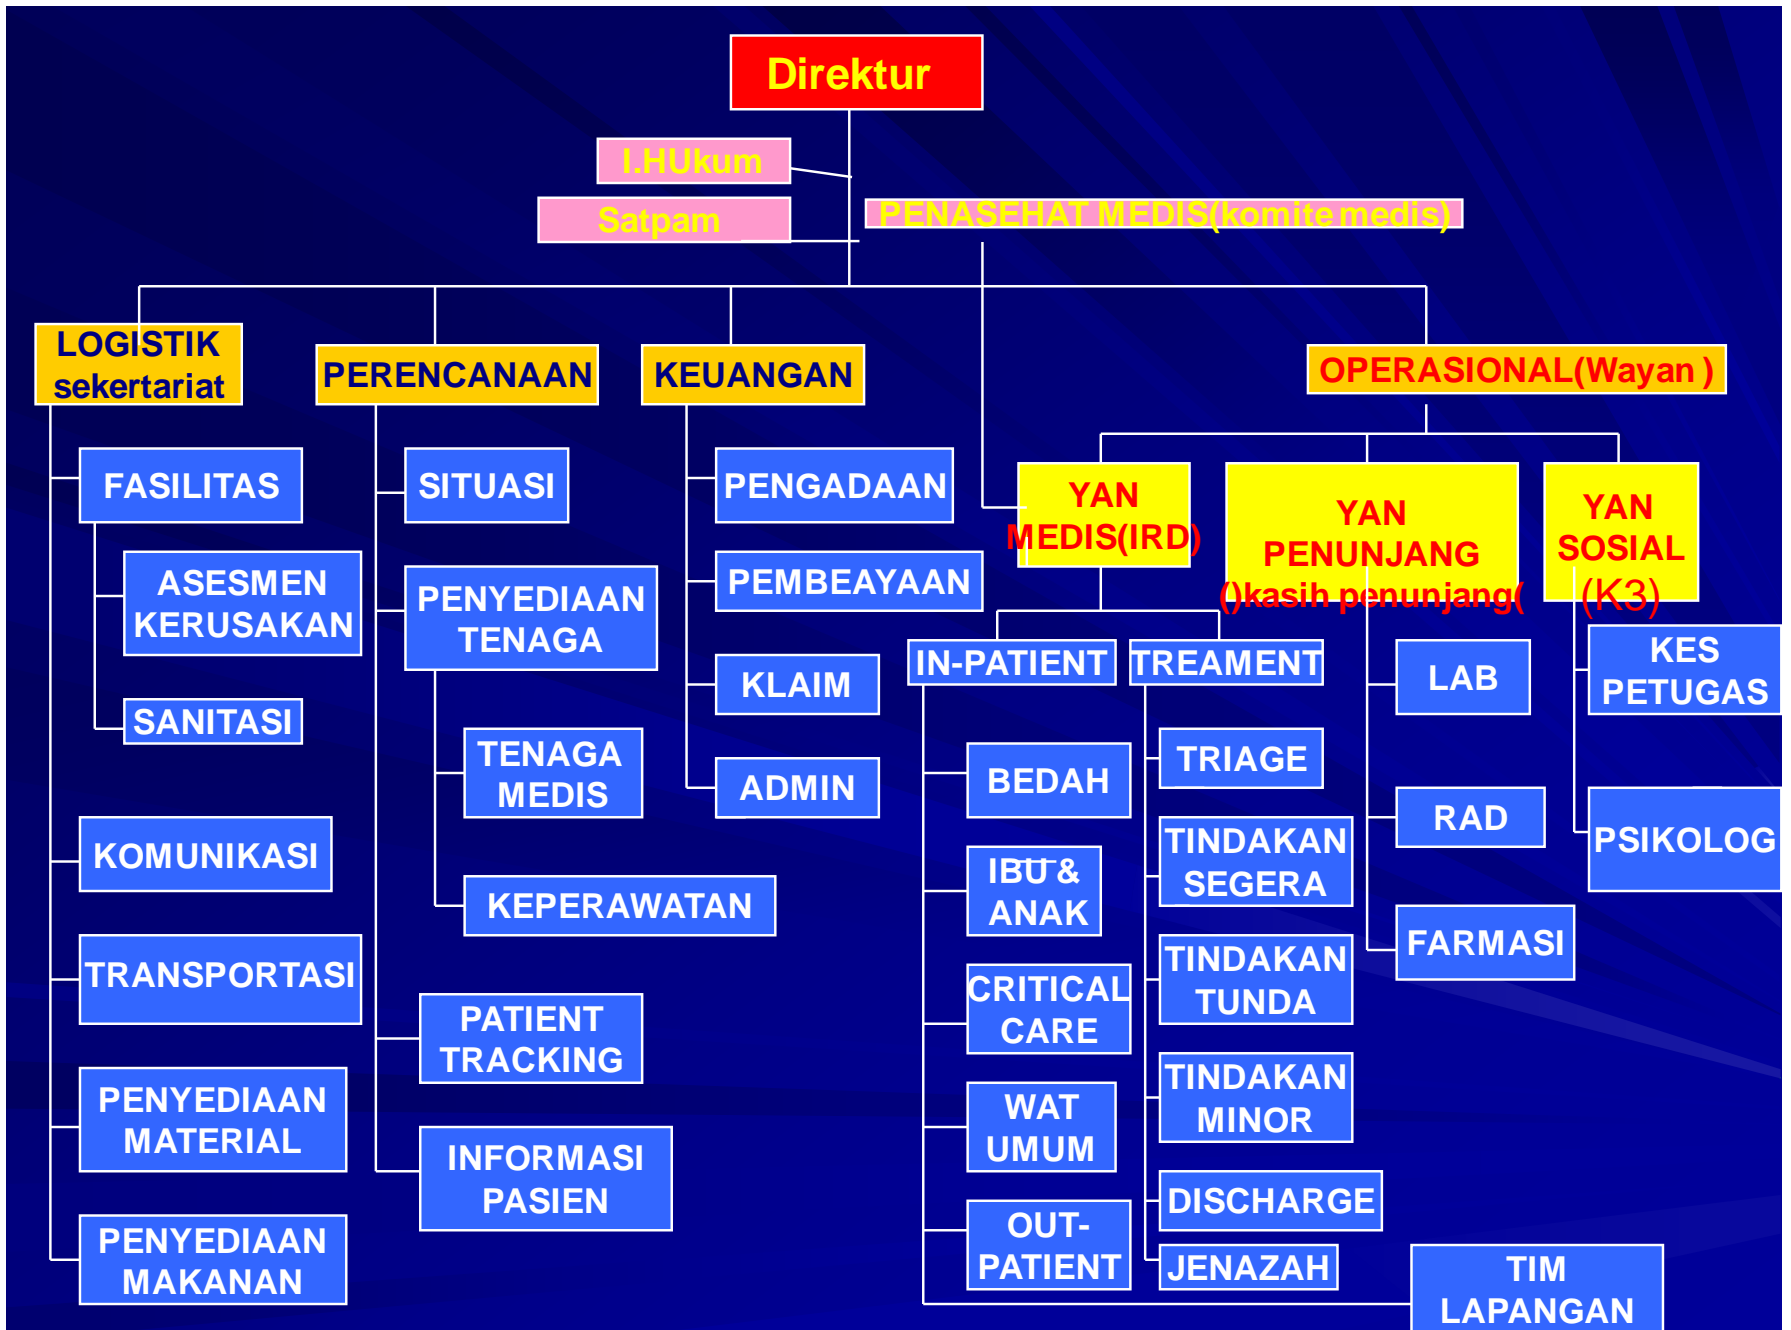 Direktur
I.HUkum
Satpam
PENASEHAT MEDIS(komite medis)
LOGISTIK
sekertariat
PERENCANAAN
KEUANGAN
OPERASIONAL(Wayan )
FASILITAS
ASESMEN
KERUSAKAN
SANITASI
KOMUNIKASI
TRANSPORTASI
PENYEDIAAN
MATERIAL
PENYEDIAAN
MAKANAN
SITUASI
PENYEDIAAN
TENAGA
TENAGA
MEDIS
KEPERAWATAN
PATIENT
TRACKING
INFORMASI
PASIEN
PENGADAAN
PEMBEAYAAN
KLAIM
ADMIN
YAN
MEDIS(IRD)
IN-PATIENT
BEDAH
IBU &
ANAK
CRITICAL
CARE
WAT
UMUM
OUT-
PATIENT
TIM
LAPANGAN
TREAMENT
TRIAGE
TINDAKAN
SEGERA
TINDAKAN
TUNDA
TINDAKAN
MINOR
DISCHARGE
JENAZAH
YAN
PENUNJANG
()kasih penunjang(
LAB
RAD
FARMASI
YAN
SOSIAL
(K3)
KES
PETUGAS
PSIKOLOG